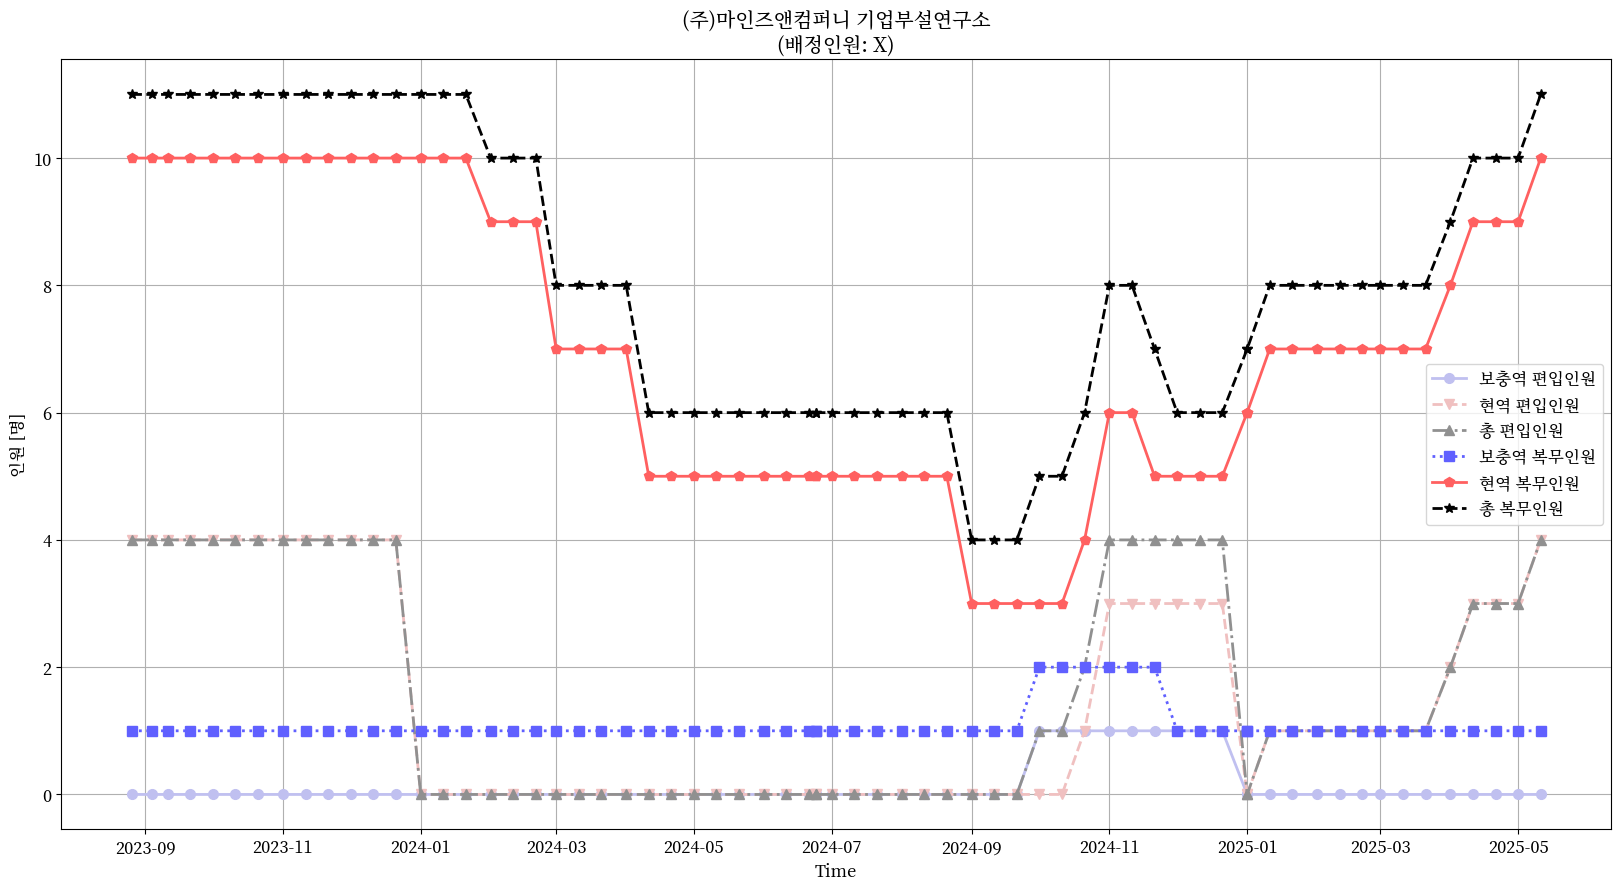 (주)마인즈앤컴퍼니 기업부설연구소
(배정인원: X)
인원 [명]
10
8
6
4
2
0
보충역 편입인원
현역 편입인원
총 편입인원
보충역 복무인원
현역 복무인원
총 복무인원
2023-09
2023-11
2024-01
2024-03
2024-05
2024-07
2024-09
2024-11
2025-01
2025-03
2025-05
Time